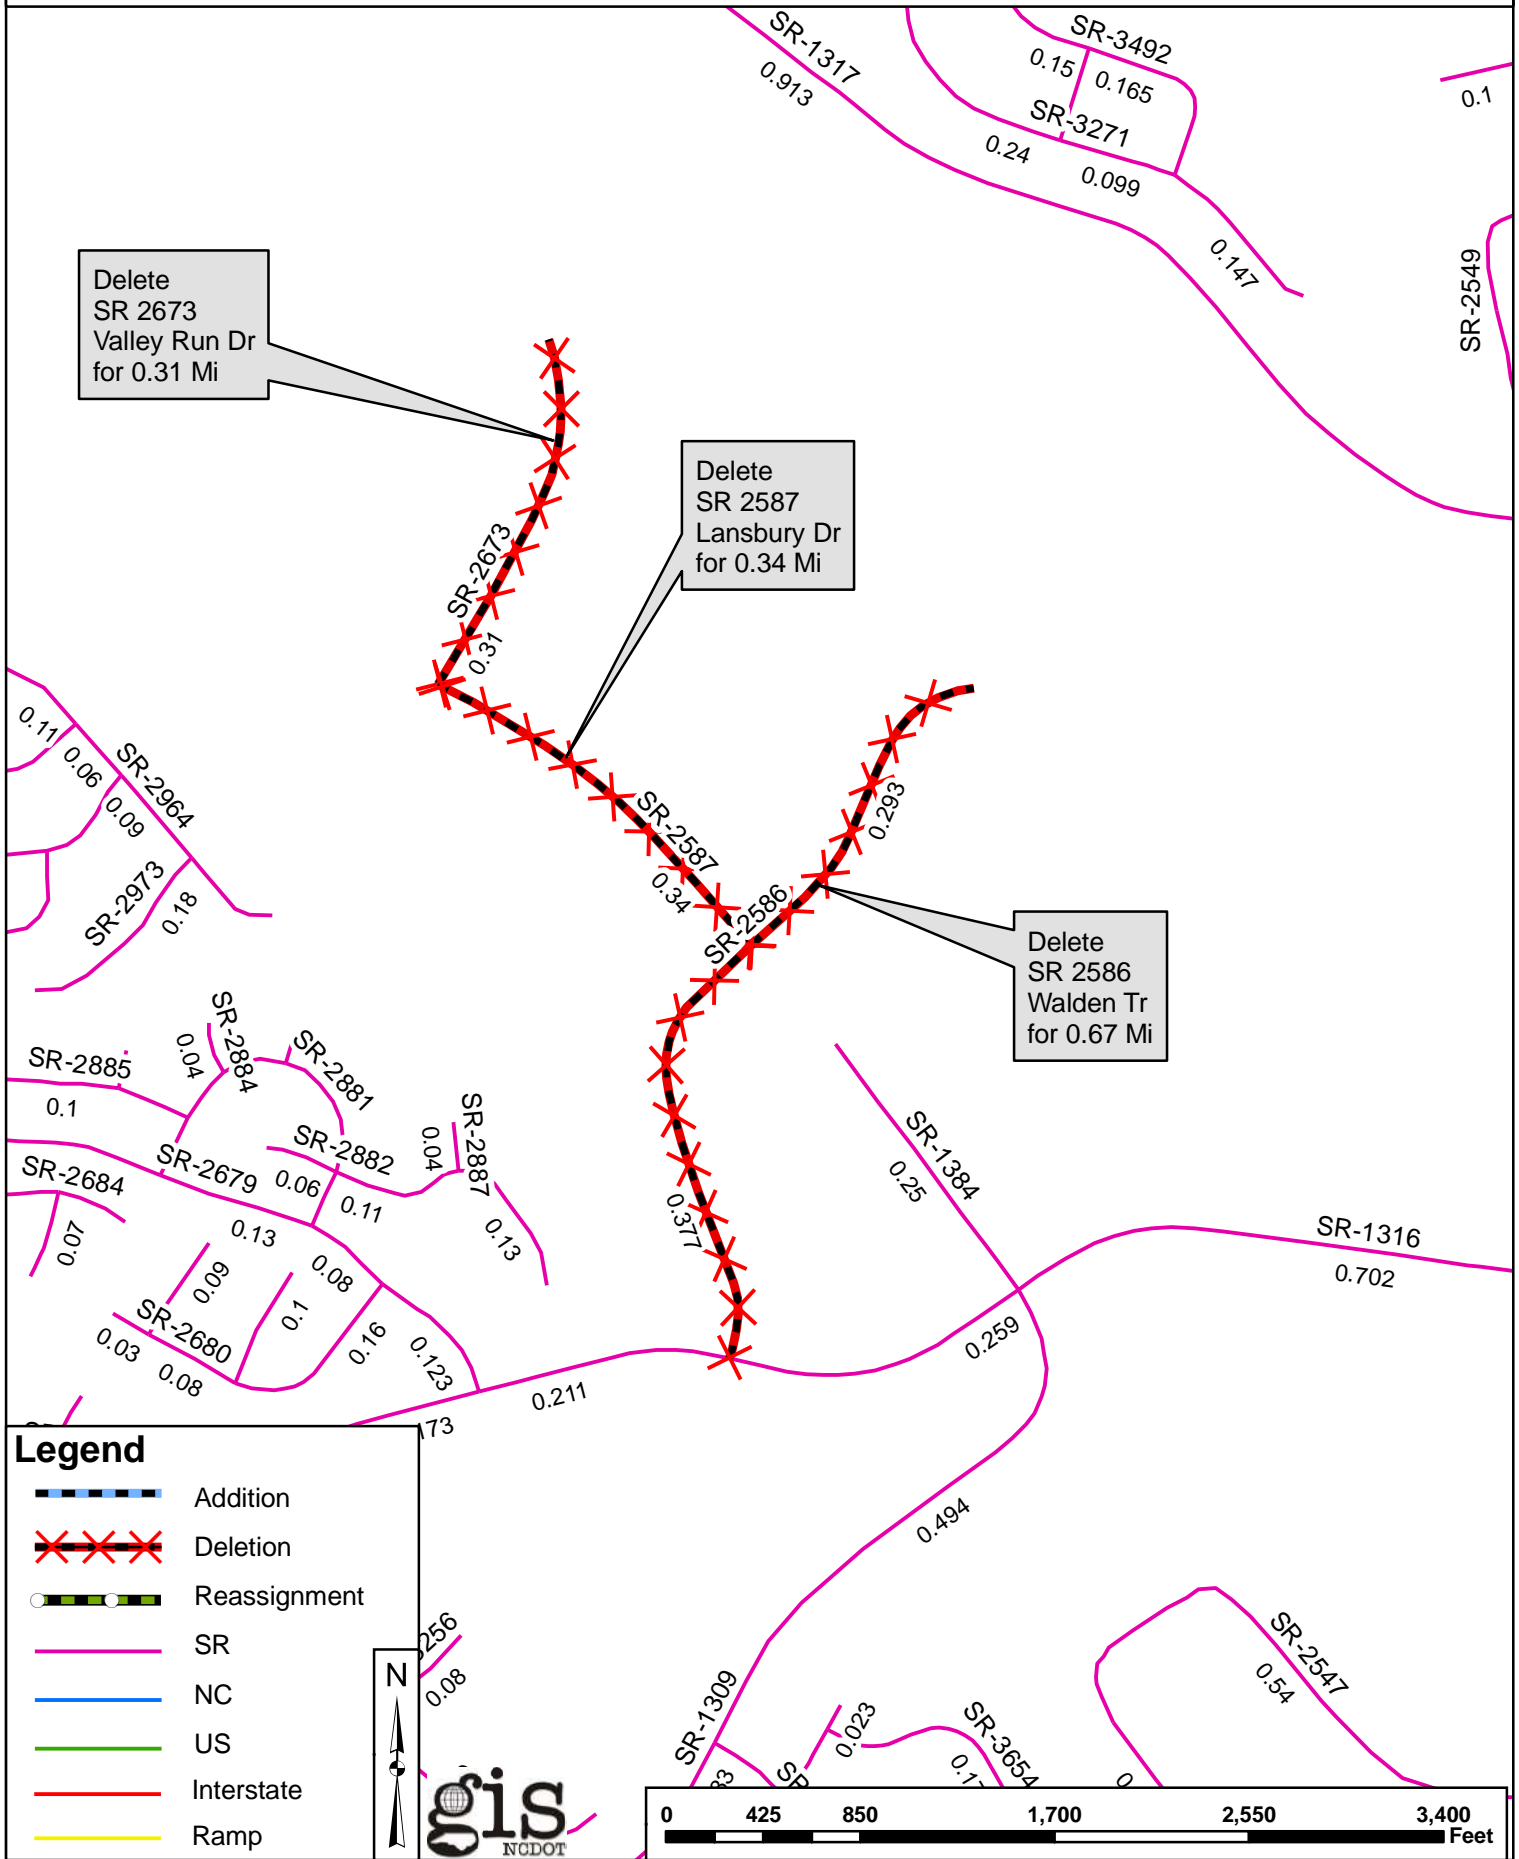 SR-1317
0.913
SR-3492
0.15
0.165
SR-3271
0.24
0.099
0.147
0.1
SR-2549
Delete
SR 2673
Valley Run Dr
for 0.31 Mi
Delete
SR 2587
Lansbury Dr
for 0.34 Mi
SR-2673
0.31
0.11
0.06
SR-2964
0.09
SR-2973
0.18
SR-2587
0.34
SR-2586
0.293
Delete
SR 2586
Walden Tr
for 0.67 Mi
SR-2885
0.1
0.04
SR-2884
SR-2881
SR-2882
0.04
SR-2887
SR-2679
0.06
0.11
SR-2684
0.07
0.13
0.13
0.09
0.08
0.1
SR-2680
0.03
0.08
0.16
0.123
0.377
SR-1384
0.25
SR-1316
0.702
0.259
0.211
173
0.494
Legend
Addition
Deletion
Reassignment
SR
NC
US
Interstate
Ramp
N
256
0.08
gis
NCDOT
SR-1309
83
SR
0.023
SR-3654
0.17
0
SR-2547
0.54
0 425 850 1,700 2,550 3,400
Feet